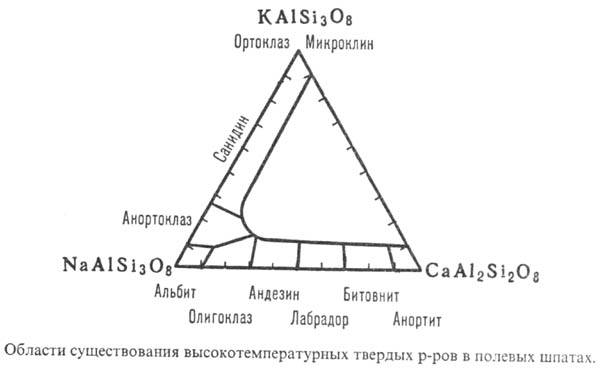 KAlSi₃O₈
Ортоклаз Микроклин
Санидин
Анортоклаз
NaAlSi₃O₈ CaAl₂Si₂O₈
Альбит Андезин Битовнит
Олигоклаз Лабрадор Анортит
Области существования высокотемпературных твердых р-ров в полевых шпатах.